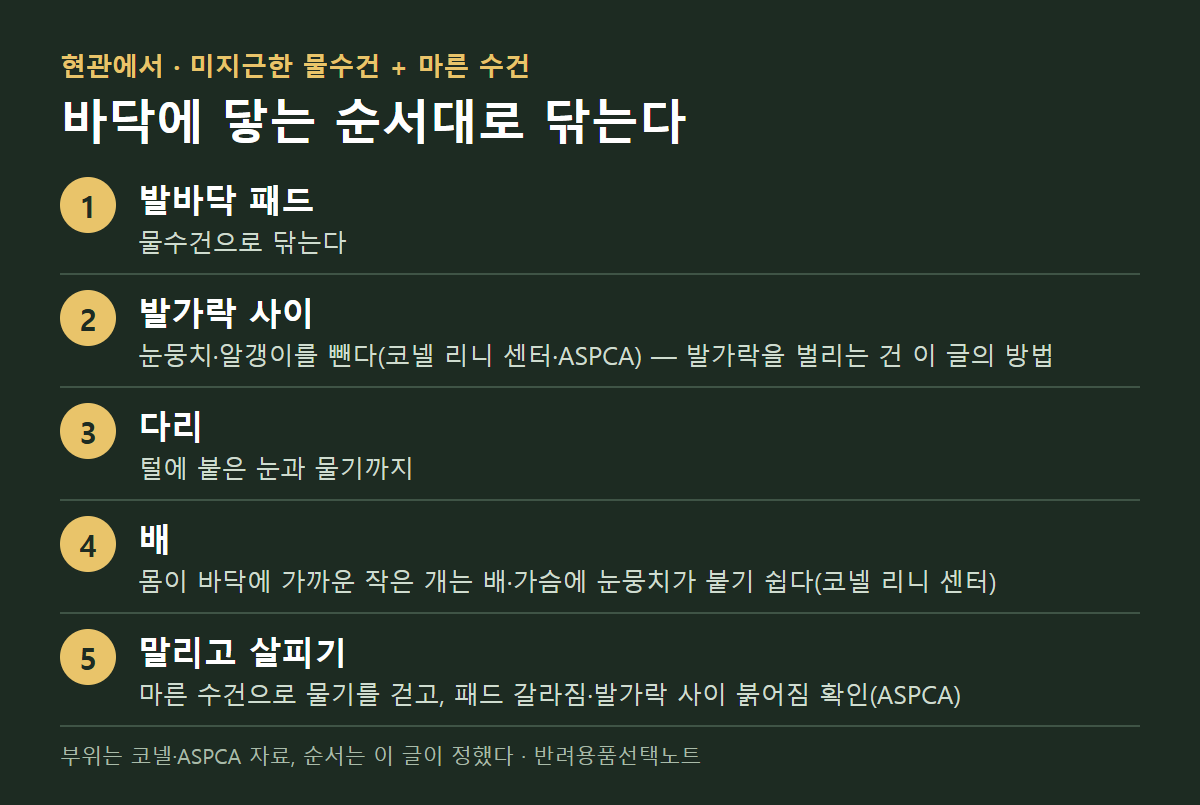 현관에서 · 미지근한 물수건 + 마른 수건
바닥에 닿는 순서대로 닦는다
1
발바닥 패드
물수건으로 닦는다
2
발가락 사이
눈뭉치·알갱이를 뺀다(코넬 리니 센터·ASPCA) — 발가락을 벌리는 건 이 글의 방법
3
다리
털에 붙은 눈과 물기까지
4
배
몸이 바닥에 가까운 작은 개는 배·가슴에 눈뭉치가 붙기 쉽다(코넬 리니 센터)
5
말리고 살피기
마른 수건으로 물기를 걷고, 패드 갈라짐·발가락 사이 붉어짐 확인(ASPCA)
부위는 코넬·ASPCA 자료, 순서는 이 글이 정했다 · 반려용품선택노트